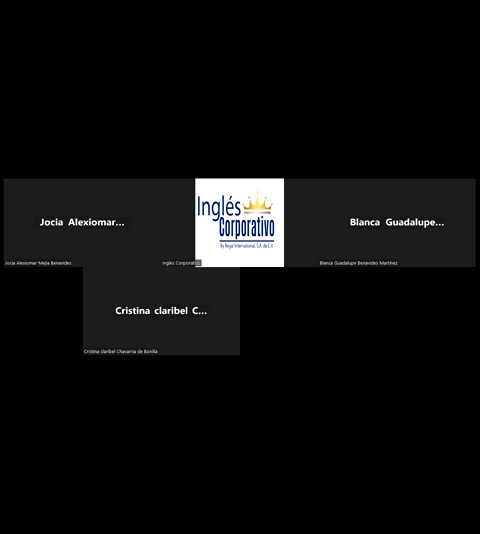 Jocia Alexiomar...
Inglés
Corporativo
By Regal International, S.A. de C.V.
Blanca Guadalupe...
Jocia Alexiomar Mejia Benavides
Ingles Corporativo
Blanca Guadalupe Benavides Martinez
Cristina claribel C...
Cristina claribel Chavarria de Bonilla